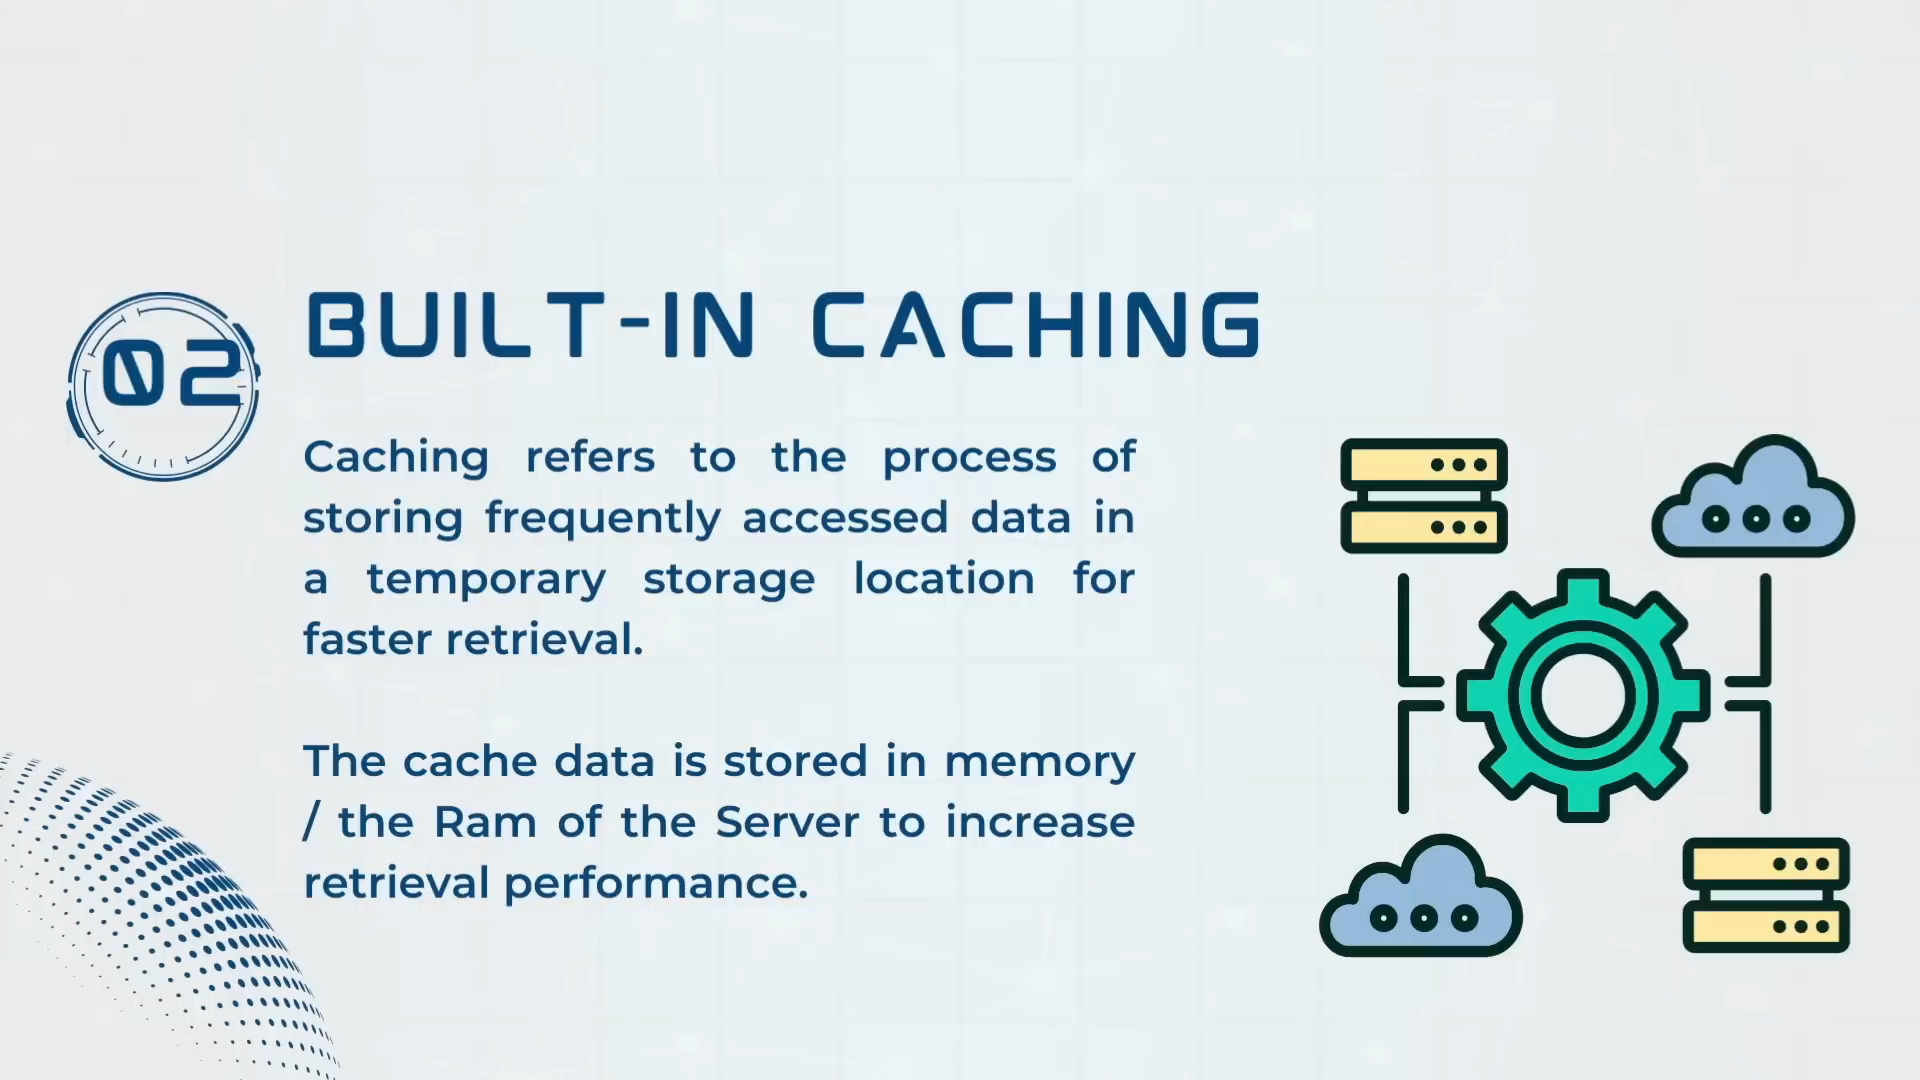 02
BUILT-IN CACHING
Caching refers to the process of
storing frequently accessed data in
a temporary storage location for
faster retrieval.
The cache data is stored in memory
/ the Ram of the Server to increase
retrieval performance.